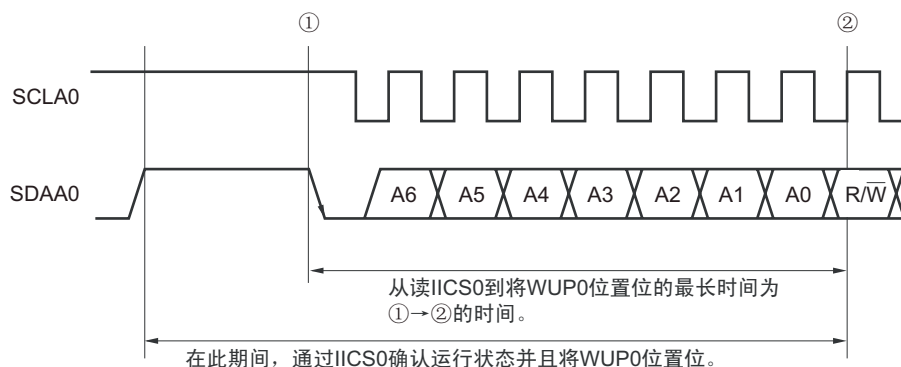 ① ②
SCLA0
SDAA0 A6 A5 A4 A3 A2 A1 A0 R/W̅
从读IICS0到将WUP0位置位的最长时间为
①→②的时间。
在此期间，通过IICS0确认运行状态并且将WUP0位置位。